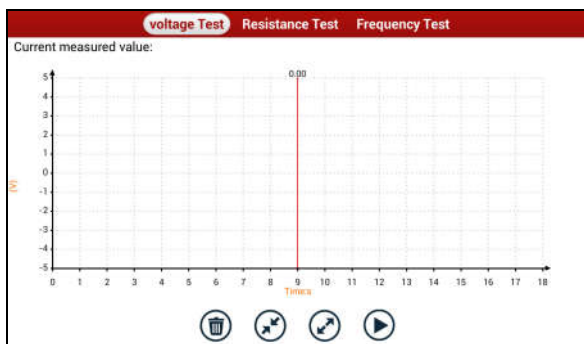 voltage Test Resistance Test Frequency Test
Current measured value:
0.00
5
4
3
2
1
0
-1
-2
-3
-4
-5
(V)
0 1 2 3 4 5 6 7 8 9 10 11 12 13 14 15 16 17 18
Time:s